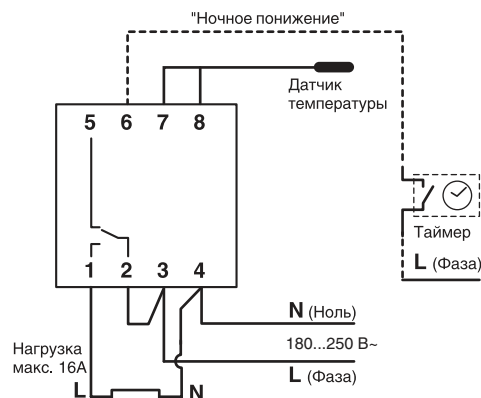 "Ночное понижение"
Датчик
температуры
5 6 7 8
Таймер
L (Фаза)
1 2 3 4
N (Ноль)
180...250 В~
L (Фаза)
Нагрузка
макс. 16А
L N